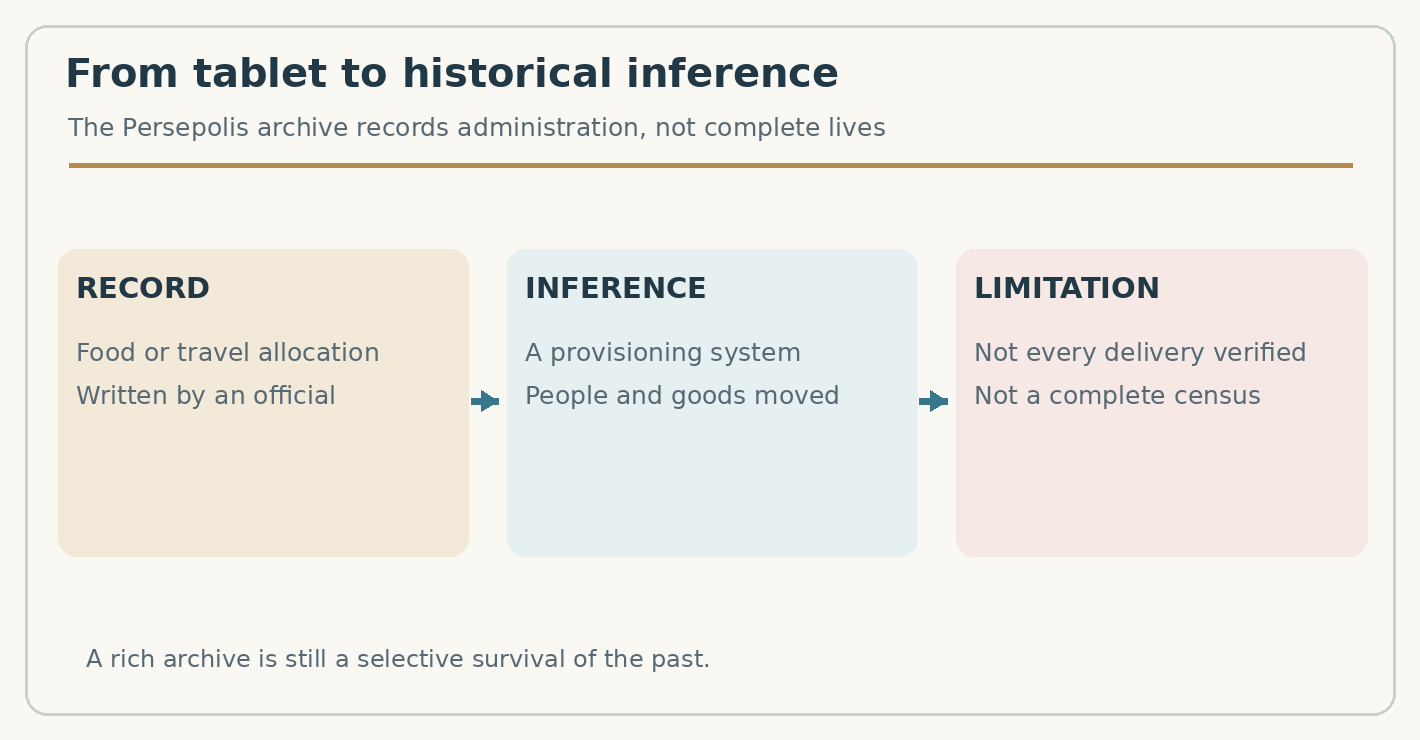 From tablet to historical inference
The Persepolis archive records administration, not complete lives
RECORD
Food or travel allocation
Written by an official
INFERENCE
A provisioning system
People and goods moved
LIMITATION
Not every delivery verified
Not a complete census
A rich archive is still a selective survival of the past.